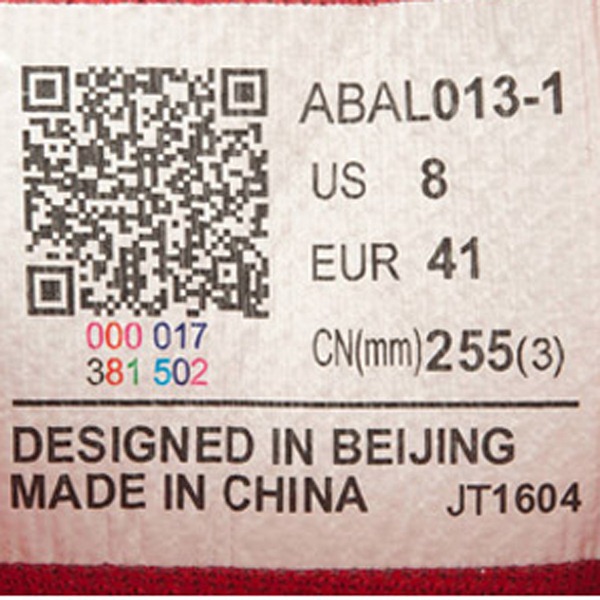 ABAL013-1
US 8
EUR 41
CN(mm)255(3)
000 017
381 502
DESIGNED IN BEIJING
MADE IN CHINA JT1604